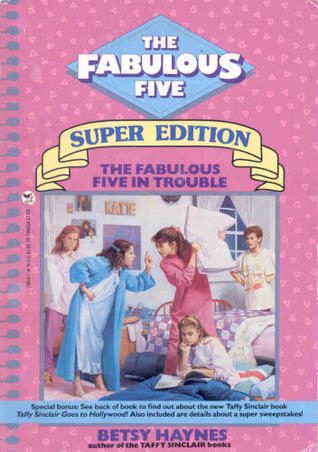 THE
FABULOUS
FIVE
SUPER EDITION
THE FABULOUS
FIVE IN TROUBLE
KATIE
Special bonus: See back of book to find out about the new Taffy Sinclair book
Taffy Sinclair Goes to Hollywood! Also included are details about a super sweepstakes!
BETSY HAYNES
author of the TAFFY SINCLAIR books